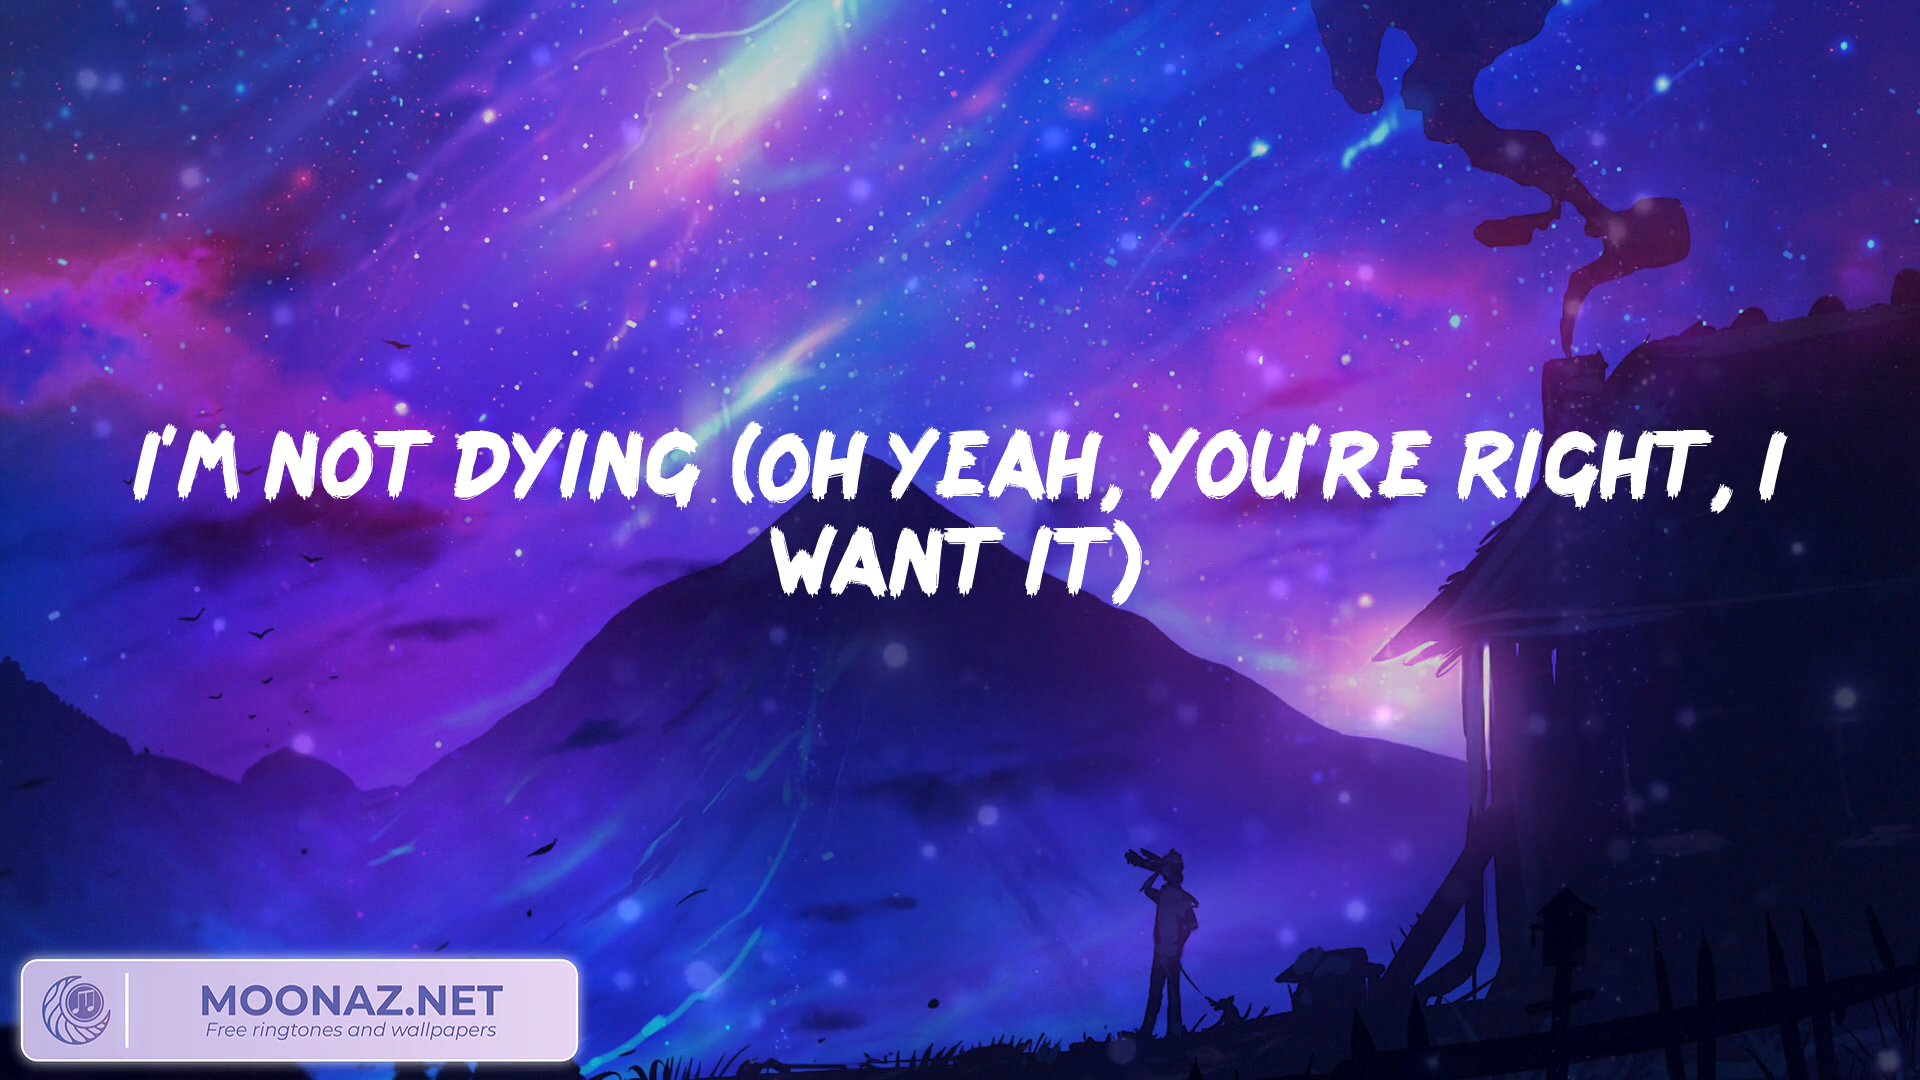 I'M NOT DYING (OH YEAH, YOU'RE RIGHT, I
WANT IT)
MOONAZ.NET
Free ringtones and wallpapers